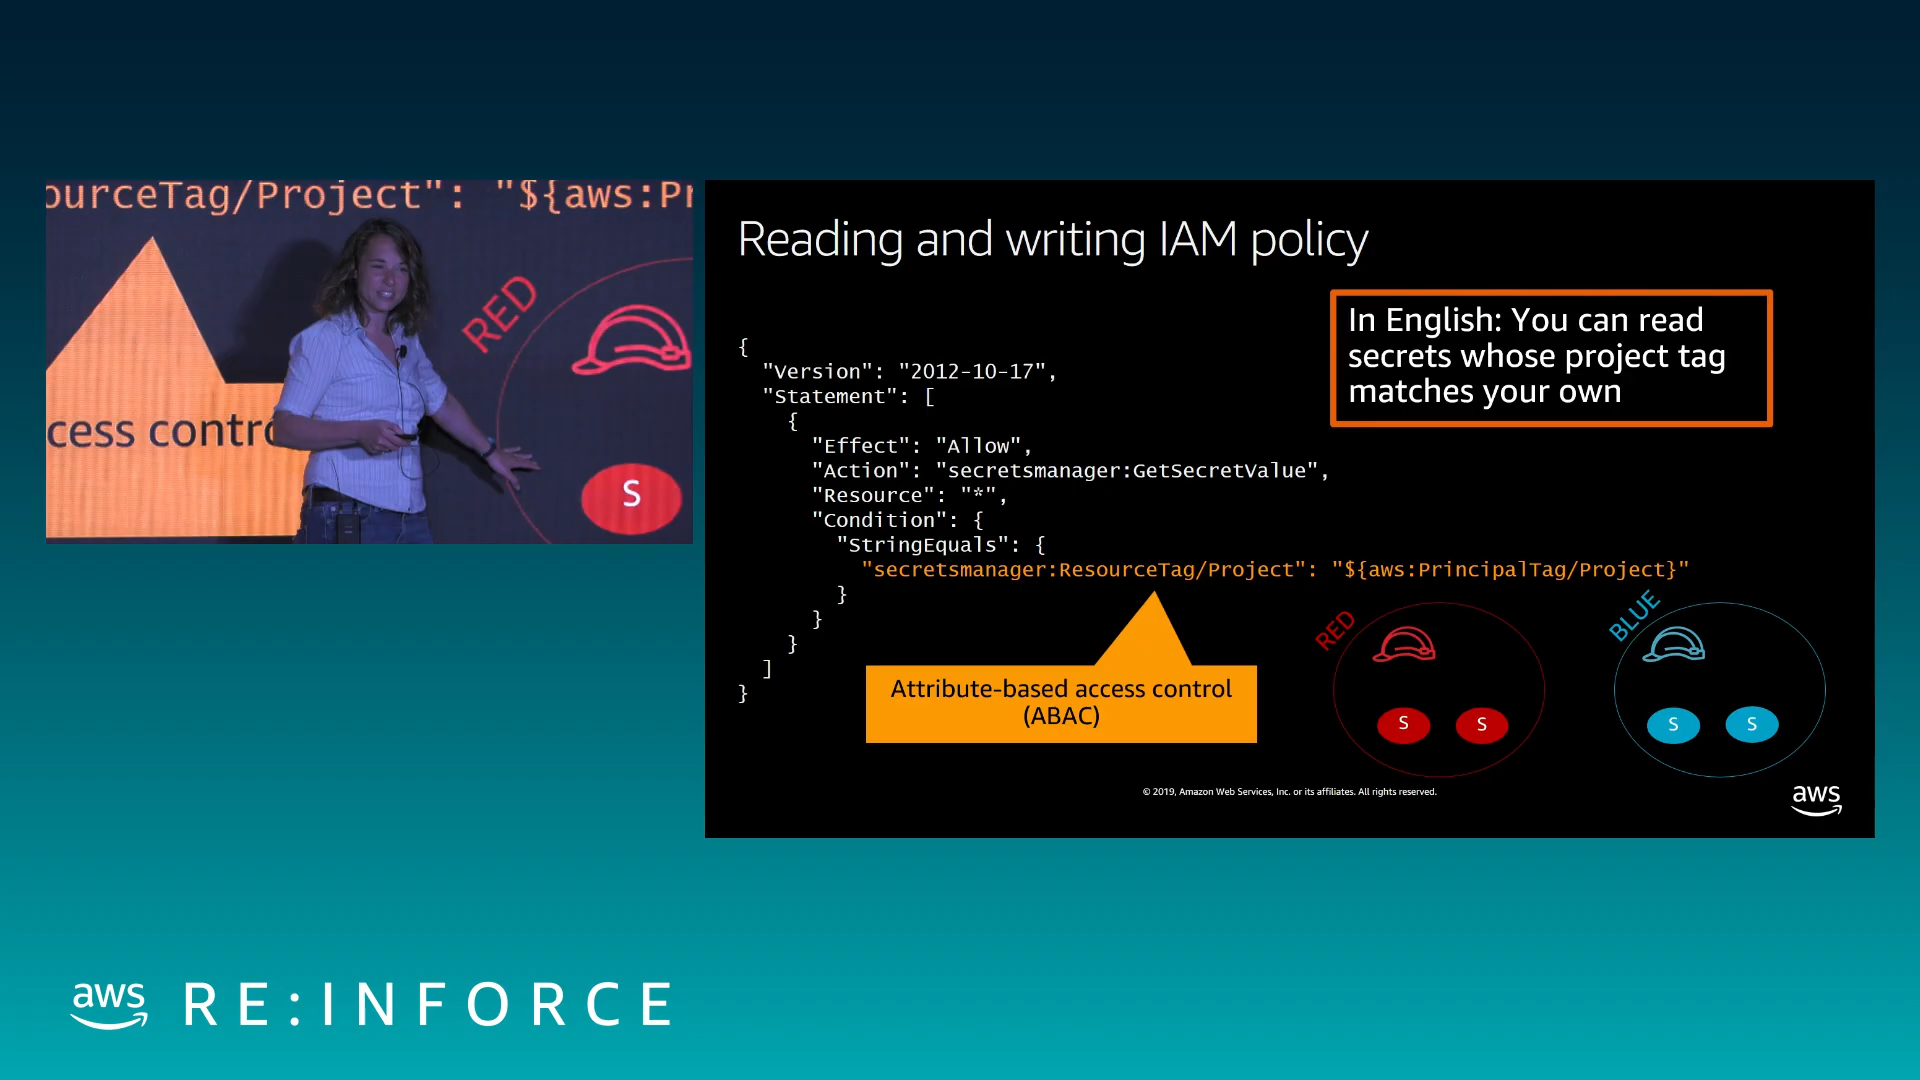 ourceTag/Project": "${aws:Pr
RED
cess contro
S
Reading and writing IAM policy
In English: You can read
secrets whose project tag
matches your own
{
"Version": "2012-10-17",
"Statement": [
{
"Effect": "Allow",
"Action": "secretsmanager:GetSecretValue",
"Resource": "*",
"Condition": {
"StringEquals": {
"secretsmanager:ResourceTag/Project": "${aws:PrincipalTag/Project}"
}
}
}
]
}
Attribute-based access control
(ABAC)
RED
S S
BLUE
S S
© 2019, Amazon Web Services, Inc. or its affiliates. All rights reserved.
aws
aws RE:INFORCE